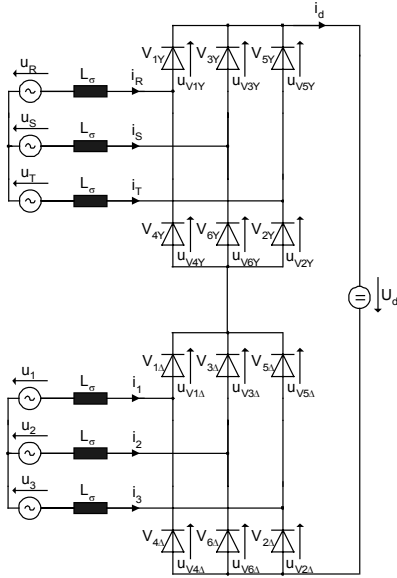 i_d
u_R L_σ i_R V_1Y u_V1Y V_3Y u_V3Y V_5Y u_V5Y
u_S L_σ i_S
u_T L_σ i_T
V_4Y u_V4Y V_6Y u_V6Y V_2Y u_V2Y
= U_d
u_1 L_σ i_1 V_1Δ u_V1Δ V_3Δ u_V3Δ V_5Δ u_V5Δ
u_2 L_σ i_2
u_3 L_σ i_3
V_4Δ u_V4Δ V_6Δ u_V6Δ V_2Δ u_V2Δ